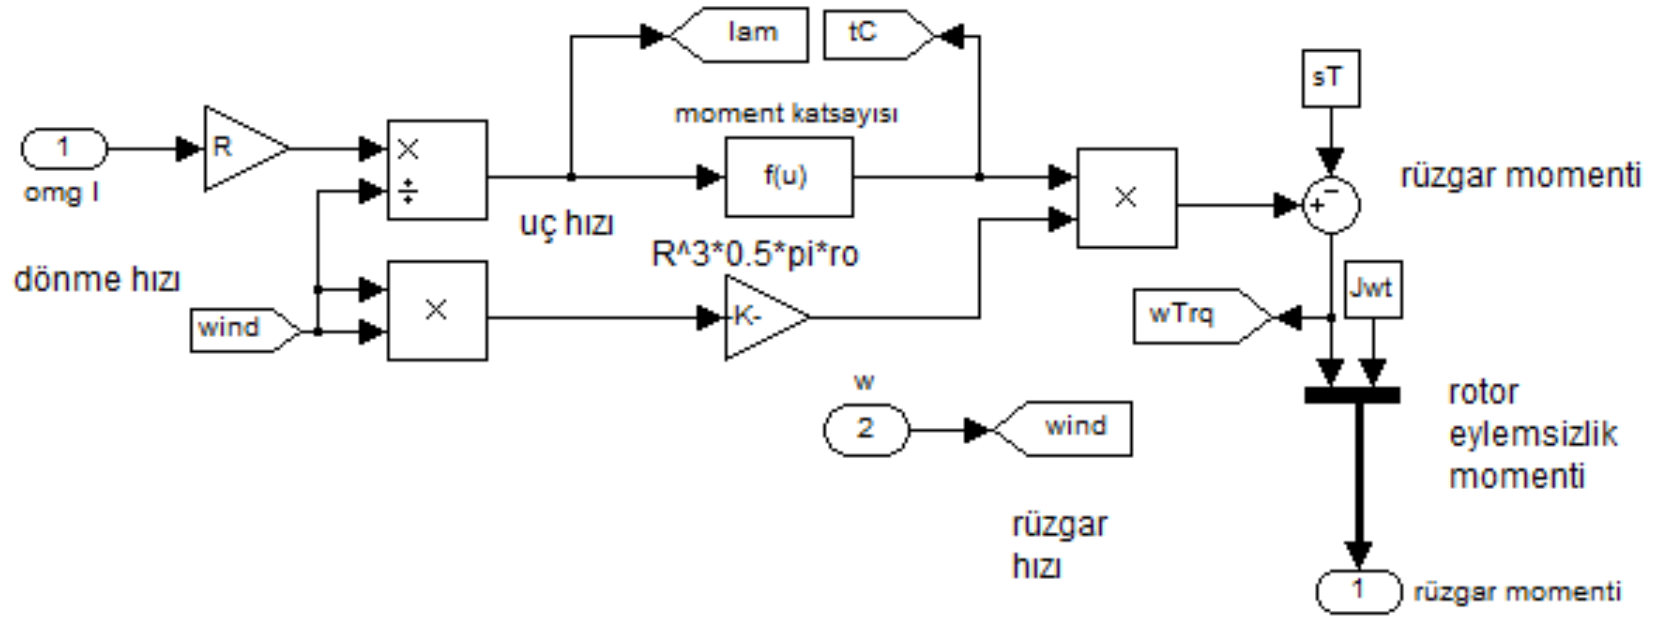 lam
tC
sT
moment katsayısı
1
R
×
÷
f(u)
×
+
−
rüzgar momenti
omg l
uç hızı
R^3*0.5*pi*ro
dönme hızı
wind
×
-K-
wTrq
Jwt
w
2
wind
rotor
eylemsizlik
momenti
rüzgar
hızı
1
rüzgar momenti